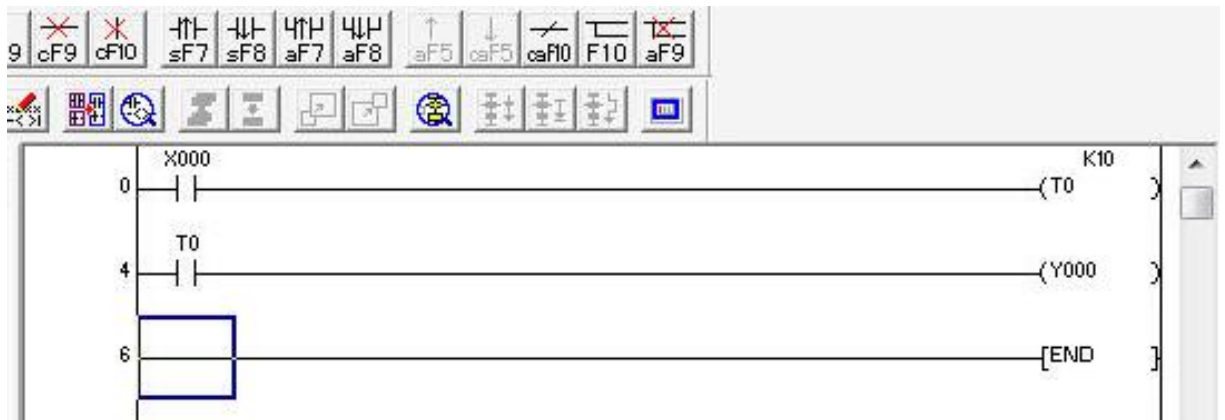 9 cF9 cF10 sF7 sF8 aF7 aF8 aF5 caF5 caF10 F10 aF9
X000 K10
0 (T0 )
T0
4 (Y000 )
6 [END ]